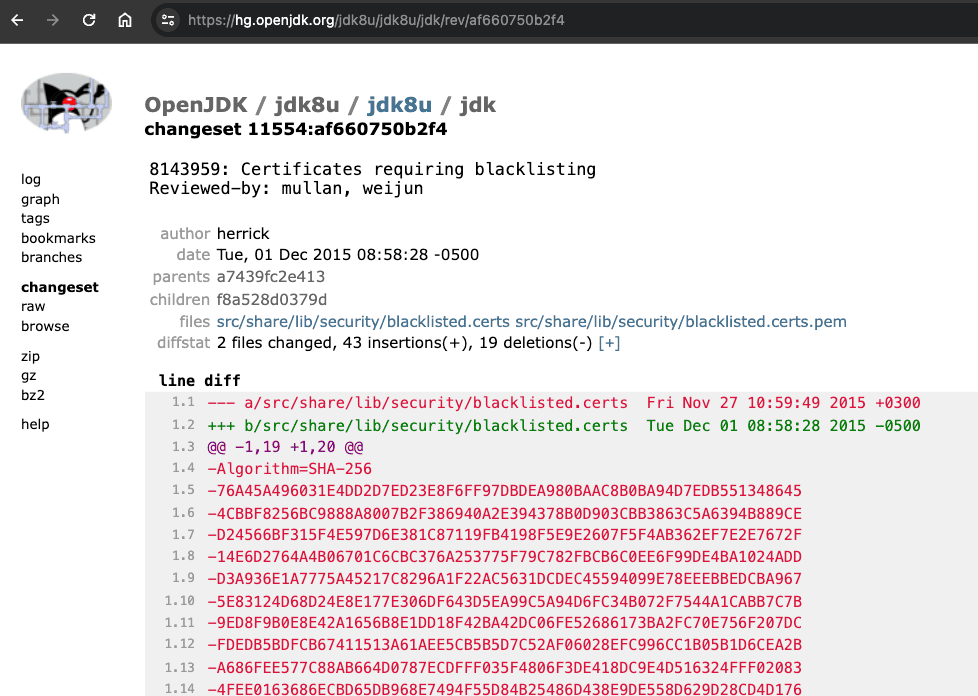 https://hg.openjdk.org/jdk8u/jdk8u/jdk/rev/af660750b2f4
OpenJDK / jdk8u / jdk8u / jdk
changeset 11554:af660750b2f4
8143959: Certificates requiring blacklisting
Reviewed-by: mullan, weijun
log
graph
tags
bookmarks
branches
changeset
raw
browse
zip
gz
bz2
help
author herrick
date Tue, 01 Dec 2015 08:58:28 -0500
parents a7439fc2e413
children f8a528d0379d
files src/share/lib/security/blacklisted.certs src/share/lib/security/blacklisted.certs.pem
diffstat 2 files changed, 43 insertions(+), 19 deletions(-) [+]
line diff
1.1 --- a/src/share/lib/security/blacklisted.certs Fri Nov 27 10:59:49 2015 +0300
1.2 +++ b/src/share/lib/security/blacklisted.certs Tue Dec 01 08:58:28 2015 -0500
1.3 @@ -1,19 +1,20 @@
1.4 -Algorithm=SHA-256
1.5 -76A45A496031E4DD2D7ED23E8F6FF97DBDEA980BAAC8B0BA94D7EDB551348645
1.6 -4CBBF8256BC9888A8007B2F386940A2E394378B0D903CBB3863C5A6394B889CE
1.7 -D24566BF315F4E597D6E381C87119FB4198F5E9E2607F5F4AB362EF7E2E7672F
1.8 -14E6D2764A4B06701C6CBC376A253775F79C782FBCB6C0EE6F99DE4BA1024ADD
1.9 -D3A936E1A7775A45217C8296A1F22AC5631DCDEC45594099E78EEEBBEDCBA967
1.10 -5E83124D68D24E8E177E306DF643D5EA99C5A94D6FC34B072F7544A1CABB7C7B
1.11 -9ED8F9B0E8E42A1656B8E1DD18F42BA42DC06FE52686173BA2FC70E756F207DC
1.12 -FDEDB5BDFCB67411513A61AEE5CB5B5D7C52AF06028EFC996CC1B05B1D6CEA2B
1.13 -A686FEE577C88AB664D0787ECDFFF035F4806F3DE418DC9E4D516324FFF02083
1.14 -4FEE0163686ECBD65DB968E7494F55D84B25486D438E9DE558D629D28CD4D176